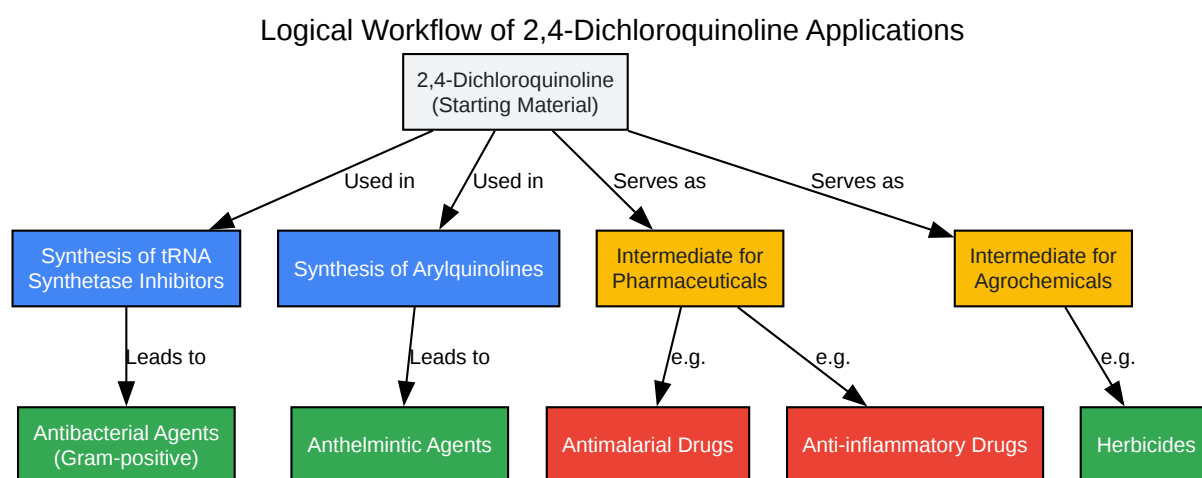 Logical Workflow of 2,4-Dichloroquinoline Applications
2,4-Dichloroquinoline
(Starting Material)
Used in
Used in
Serves as
Serves as
Synthesis of tRNA
Synthetase Inhibitors
Synthesis of Arylquinolines
Intermediate for
Pharmaceuticals
Intermediate for
Agrochemicals
Leads to
Leads to
e.g.
e.g.
e.g.
Antibacterial Agents
(Gram-positive)
Anthelmintic Agents
Antimalarial Drugs
Anti-inflammatory Drugs
Herbicides